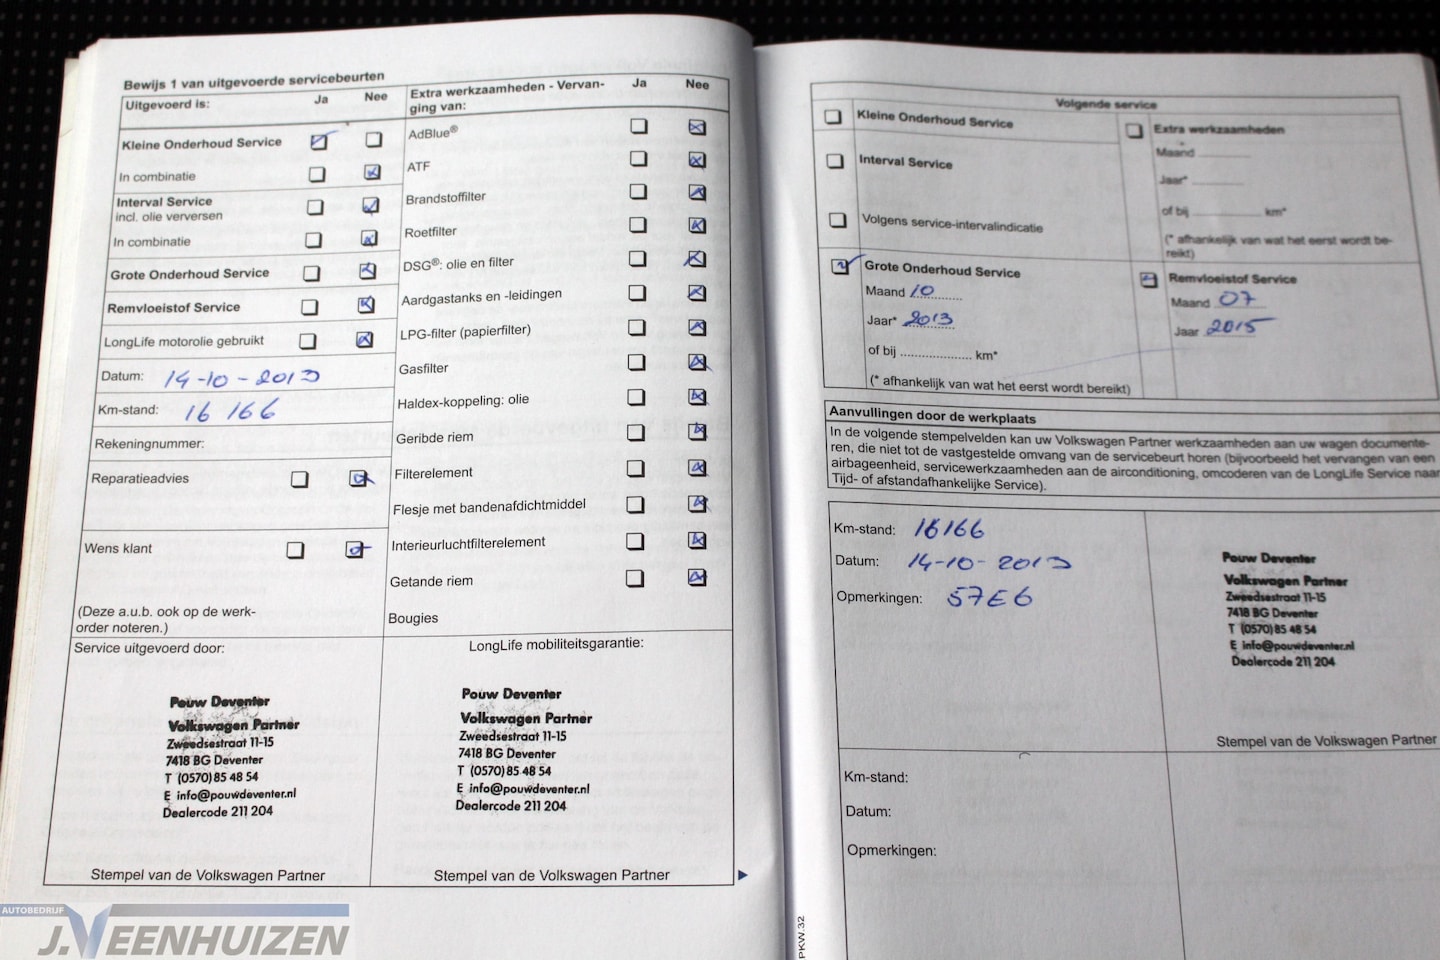 Bewijs 1 van uitgevoerde servicebeurten
Uitgevoerd is: Ja Nee
Kleine Onderhoud Service
In combinatie
Interval Service
incl. olie verversen
In combinatie
Grote Onderhoud Service
Remvloeistof Service
LongLife motorolie gebruikt
Datum: 14-10-2013
Km-stand: 16 166
Rekeningnummer:
Reparatieadvies
Wens klant
(Deze a.u.b. ook op de werk-
order noteren.)
Extra werkzaamheden - Vervan- Ja Nee
ging van:
AdBlue®
ATF
Brandstoffilter
Roetfilter
DSG®: olie en filter
Aardgastanks en -leidingen
LPG-filter (papierfilter)
Gasfilter
Haldex-koppeling: olie
Geribde riem
Filterelement
Flesje met bandenafdichtmiddel
Interieurluchtfilterelement
Getande riem
Bougies
Service uitgevoerd door:
Pouw Deventer
Volkswagen Partner
Zweedsestraat 11-15
7418 BG Deventer
T (0570) 85 48 54
E info@pouwdeventer.nl
Dealercode 211 204
Stempel van de Volkswagen Partner
LongLife mobiliteitsgarantie:
Pouw Deventer
Volkswagen Partner
Zweedsestraat 11-15
7418 BG Deventer
T (0570) 85 48 54
E info@pouwdeventer.nl
Dealercode 211 204
Stempel van de Volkswagen Partner
Volgende service
Kleine Onderhoud Service
Interval Service
Volgens service-intervalindicatie
Extra werkzaamheden
Maand ............
Jaar* ............
of bij ............ km*
(* afhankelijk van wat het eerst wordt be-
reikt)
Grote Onderhoud Service
Maand 10
Jaar* 2013
of bij ............ km*
(* afhankelijk van wat het eerst wordt bereikt)
Remvloeistof Service
Maand 07
Jaar 2015
Aanvullingen door de werkplaats
In de volgende stempelvelden kan uw Volkswagen Partner werkzaamheden aan uw wagen documente-
ren, die niet tot de vastgestelde omvang van de servicebeurt horen (bijvoorbeeld het vervangen van een
airbageenheid, servicewerkzaamheden aan de airconditioning, omcoderen van de LongLife Service naar
Tijd- of afstandafhankelijke Service).
Km-stand: 16166
Datum: 14-10-2013
Opmerkingen: 57E6
Pouw Deventer
Volkswagen Partner
Zweedsestraat 11-15
7418 BG Deventer
T (0570) 85 48 54
E info@pouwdeventer.nl
Dealercode 211 204
Stempel van de Volkswagen Partner
Km-stand:
Datum:
Opmerkingen:
PKW.32
AUTOBEDRIJF
J.VEENHUIZEN